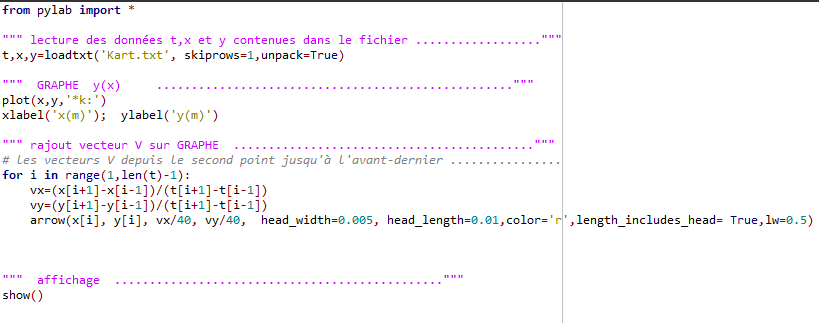 from pylab import *
""" lecture des données t,x et y contenues dans le fichier .................."""
t,x,y=loadtxt('Kart.txt', skiprows=1,unpack=True)
""" GRAPHE y(x) ..................................................."""
plot(x,y,'*k:')
xlabel('x(m)'); ylabel('y(m)')
""" rajout vecteur V sur GRAPHE ..........................................."""
# les vecteurs V depuis le second point jusqu'à l'avant-dernier ................
for i in range(1,len(t)-1):
vx=(x[i+1]-x[i-1])/(t[i+1]-t[i-1])
vy=(y[i+1]-y[i-1])/(t[i+1]-t[i-1])
arrow(x[i], y[i], vx/40, vy/40, head_width=0.005, head_length=0.01,color='r',length_includes_head= True,lw=0.5)
""" affichage ..............................................."""
show()